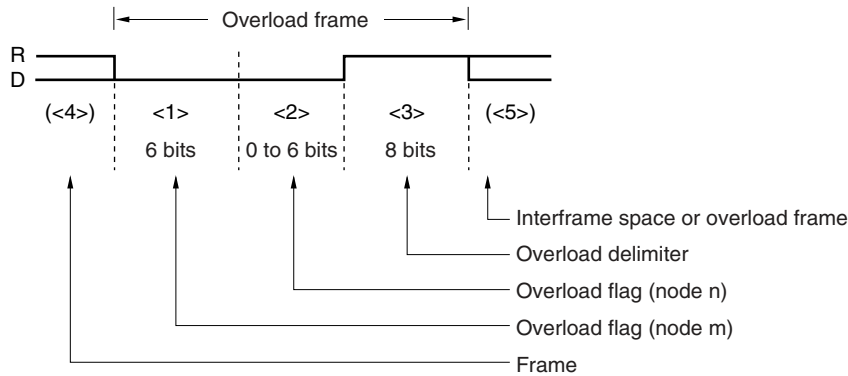 Overload frame
R
D
(<4>) <1> <2> <3> (<5>)
6 bits 0 to 6 bits 8 bits
Interframe space or overload frame
Overload delimiter
Overload flag (node n)
Overload flag (node m)
Frame